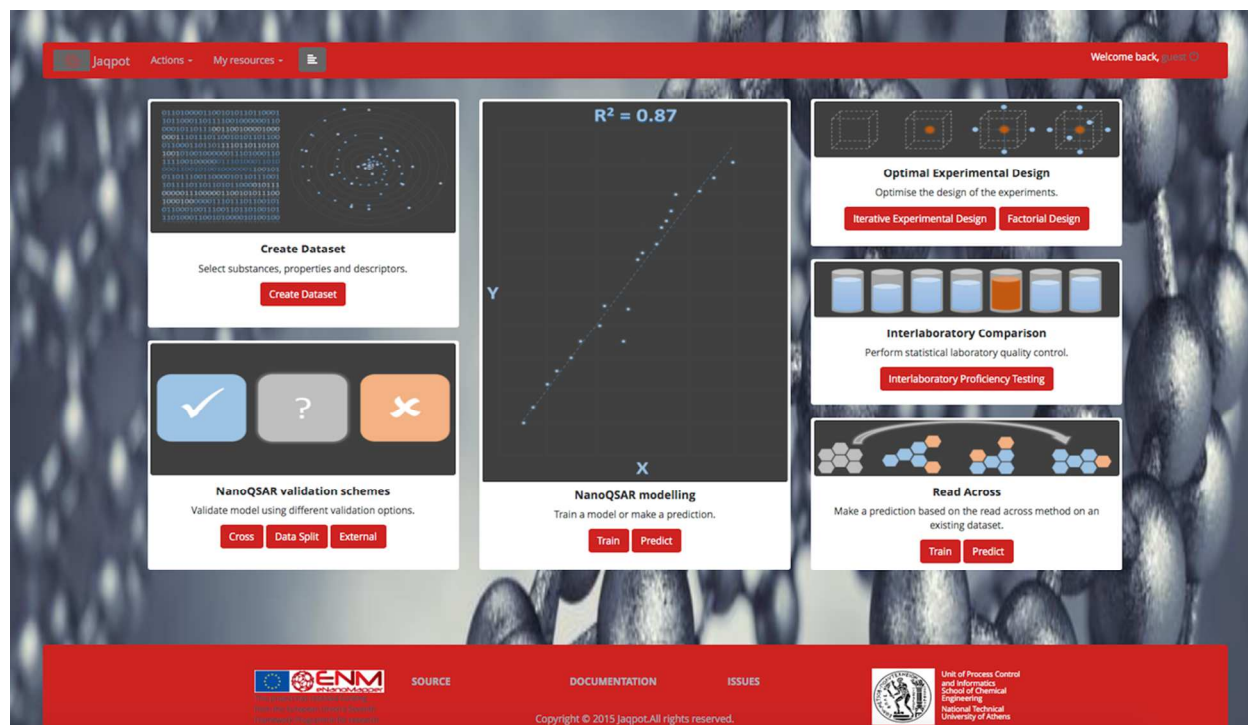 Jaqpot
Actions
My resources
Welcome back, guest
Create Dataset
Select substances, properties and descriptors.
Create Dataset
NanoQSAR validation schemes
Validate model using different validation options.
Cross
Data Split
External
R² = 0.87
Y
X
NanoQSAR modelling
Train a model or make a prediction.
Train
Predict
Optimal Experimental Design
Optimise the design of the experiments.
Iterative Experimental Design
Factorial Design
Interlaboratory Comparison
Perform statistical laboratory quality control.
Interlaboratory Proficiency Testing
Read Across
Make a prediction based on the read across method on an
existing dataset.
Train
Predict
ENM
eNanoMapper
SOURCE
DOCUMENTATION
ISSUES
Copyright © 2015 Jaqpot.All rights reserved.
Unit of Process Control
and Informatics
School of Chemical
Engineering
National Technical
University of Athens